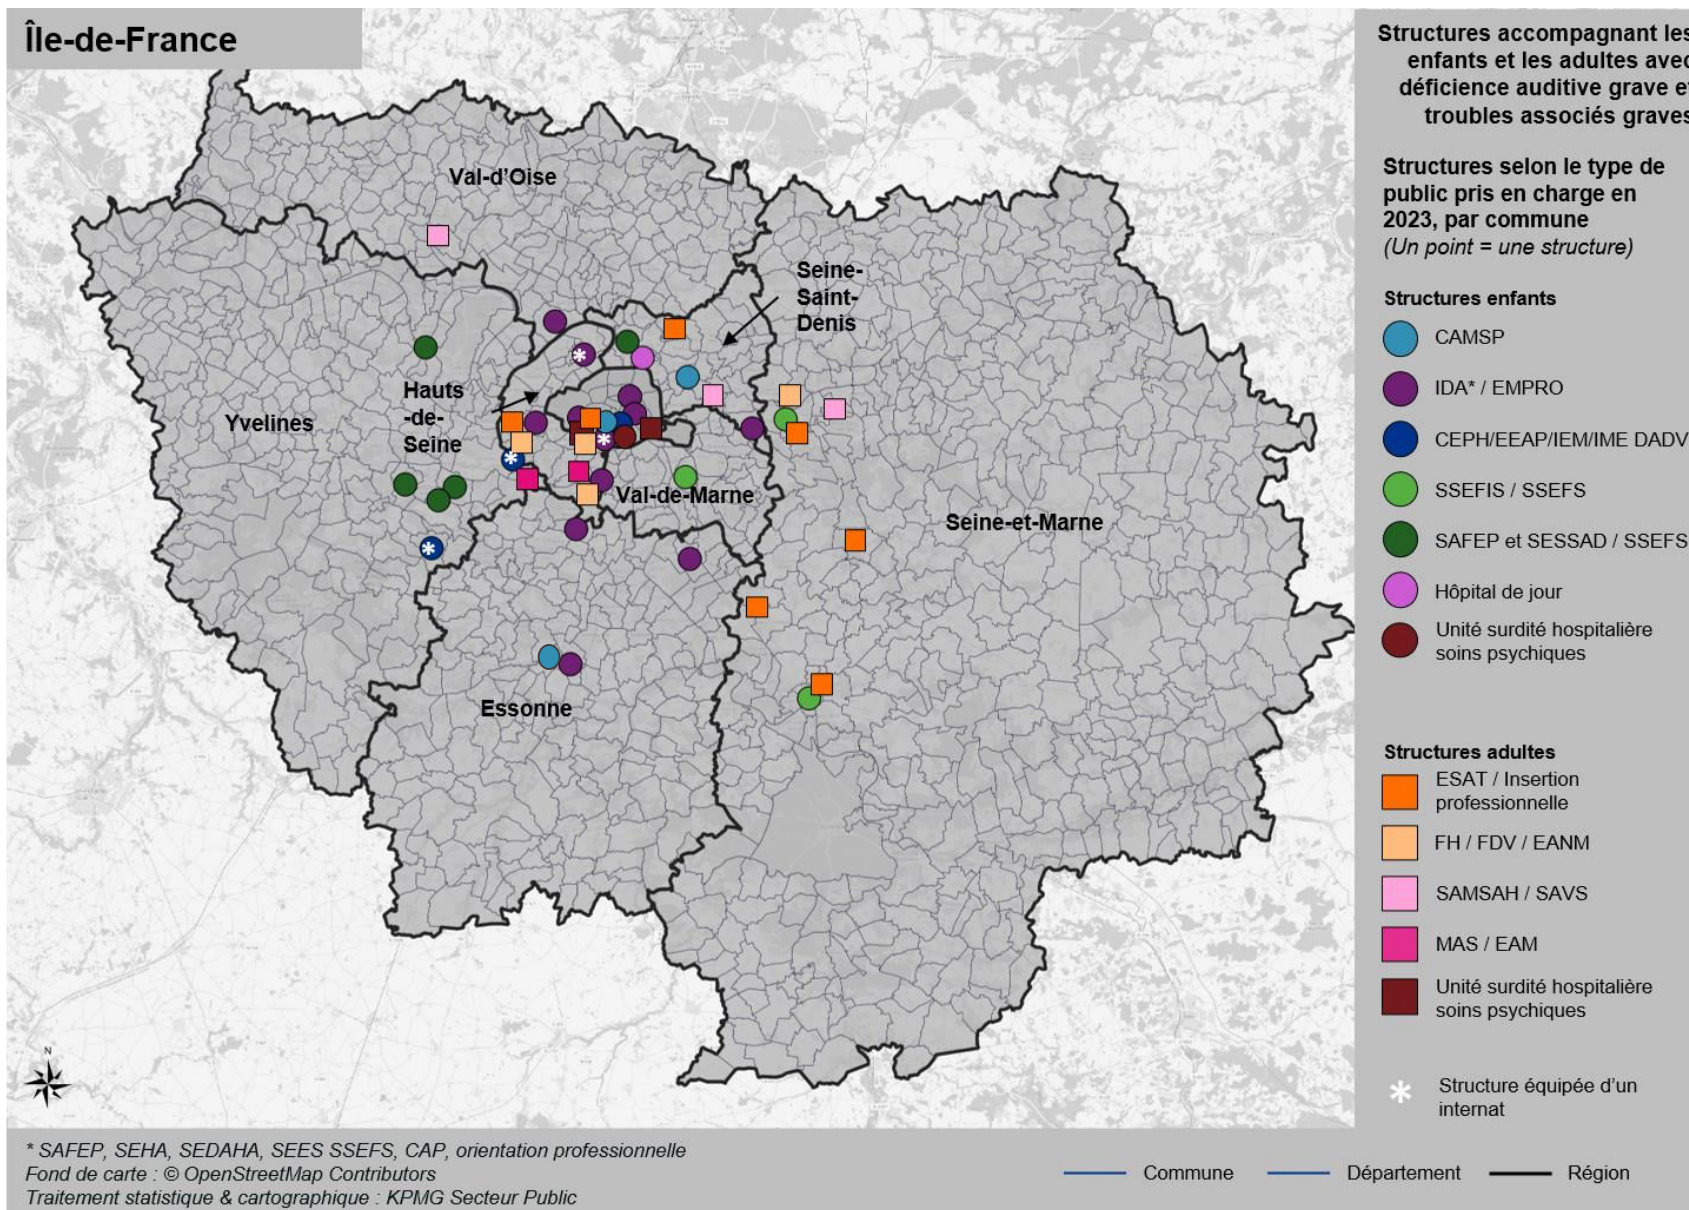 Île-de-France
Structures accompagnant les
enfants et les adultes avec
déficience auditive grave et
troubles associés graves
Structures selon le type de
public pris en charge en
2023, par commune
(Un point = une structure)
Structures enfants
CAMSP
IDA* / EMPRO
CEPH/EEAP/IEM/IME DADV
SSEFIS / SSEFS
SAFEP et SESSAD / SSEFS
Hôpital de jour
Unité surdité hospitalière
soins psychiques
Structures adultes
ESAT / Insertion
professionnelle
FH / FDV / EANM
SAMSAH / SAVS
MAS / EAM
Unité surdité hospitalière
soins psychiques
* Structure équipée d'un
internat
Val-d'Oise
Seine-
Saint-
Denis
Hauts
-de-
Seine
Yvelines
Val-de-Marne
Seine-et-Marne
Essonne
N
* SAFEP, SEHA, SEDAHA, SEES SSEFS, CAP, orientation professionnelle
Fond de carte : © OpenStreetMap Contributors
Traitement statistique & cartographique : KPMG Secteur Public
Commune
Département
Région